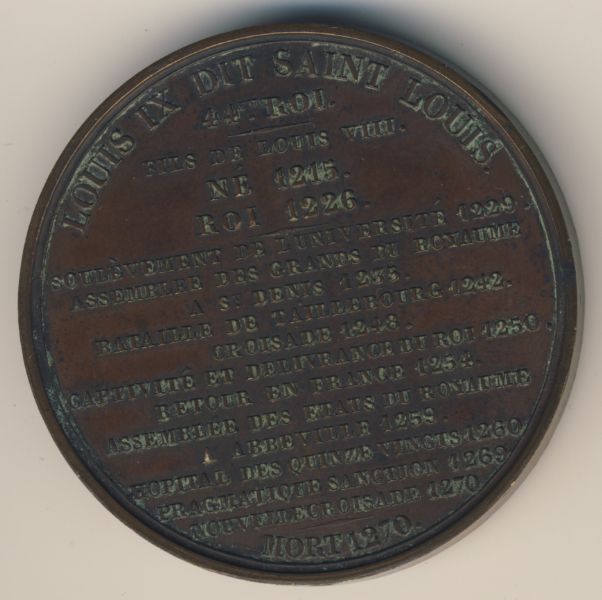 LOUIS IX DIT SAINT LOUIS.
44E ROI.
FILS DE LOUIS VIII.
NÉ 1215.
ROI 1226.
SOULÈVEMENT DE L'UNIVERSITÉ 1229.
ASSEMBLÉE DES GRANDS DU ROYAUME
A ST DENIS 1235.
BATAILLE DE TAILLEBOURG 1242.
CROISADE 1248.
CAPTIVITÉ ET DÉLIVRANCE DU ROI 1250.
RETOUR EN FRANCE 1254.
ASSEMBLÉE DES ÉTATS DU ROYAUME
A ABBEVILLE 1259
HOPITAL DES QUINZE VINGTS 1260
PRAGMATIQUE SANCTION 1269
NOUVELLE CROISADE 1270
MORT 1270.